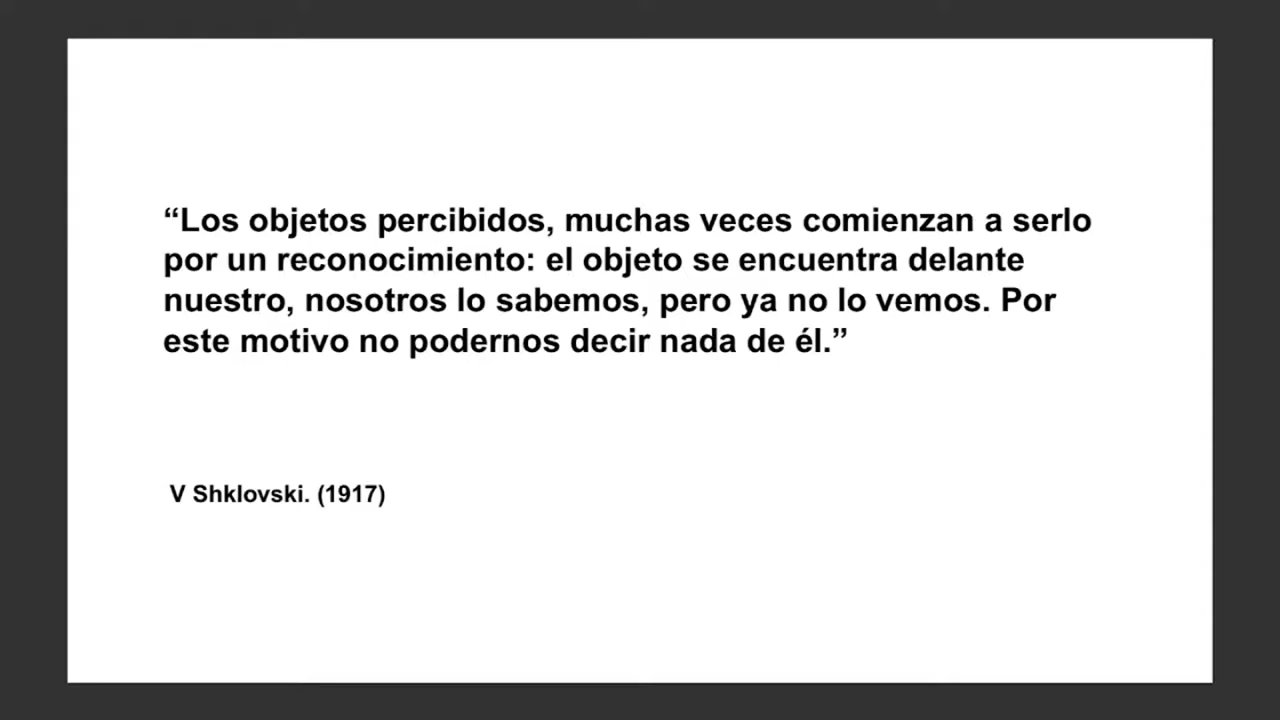 “Los objetos percibidos, muchas veces comienzan a serlo
por un reconocimiento: el objeto se encuentra delante
nuestro, nosotros lo sabemos, pero ya no lo vemos. Por
este motivo no podernos decir nada de él.”
V Shklovski. (1917)